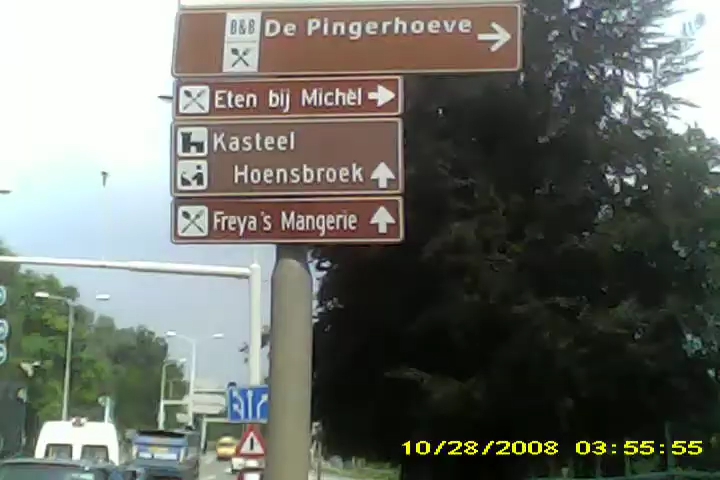 B&B De Pingerhoeve
Eten bij Michèl
Kasteel
Hoensbroek
Freya's Mangerie
10/28/2008 03:55:55